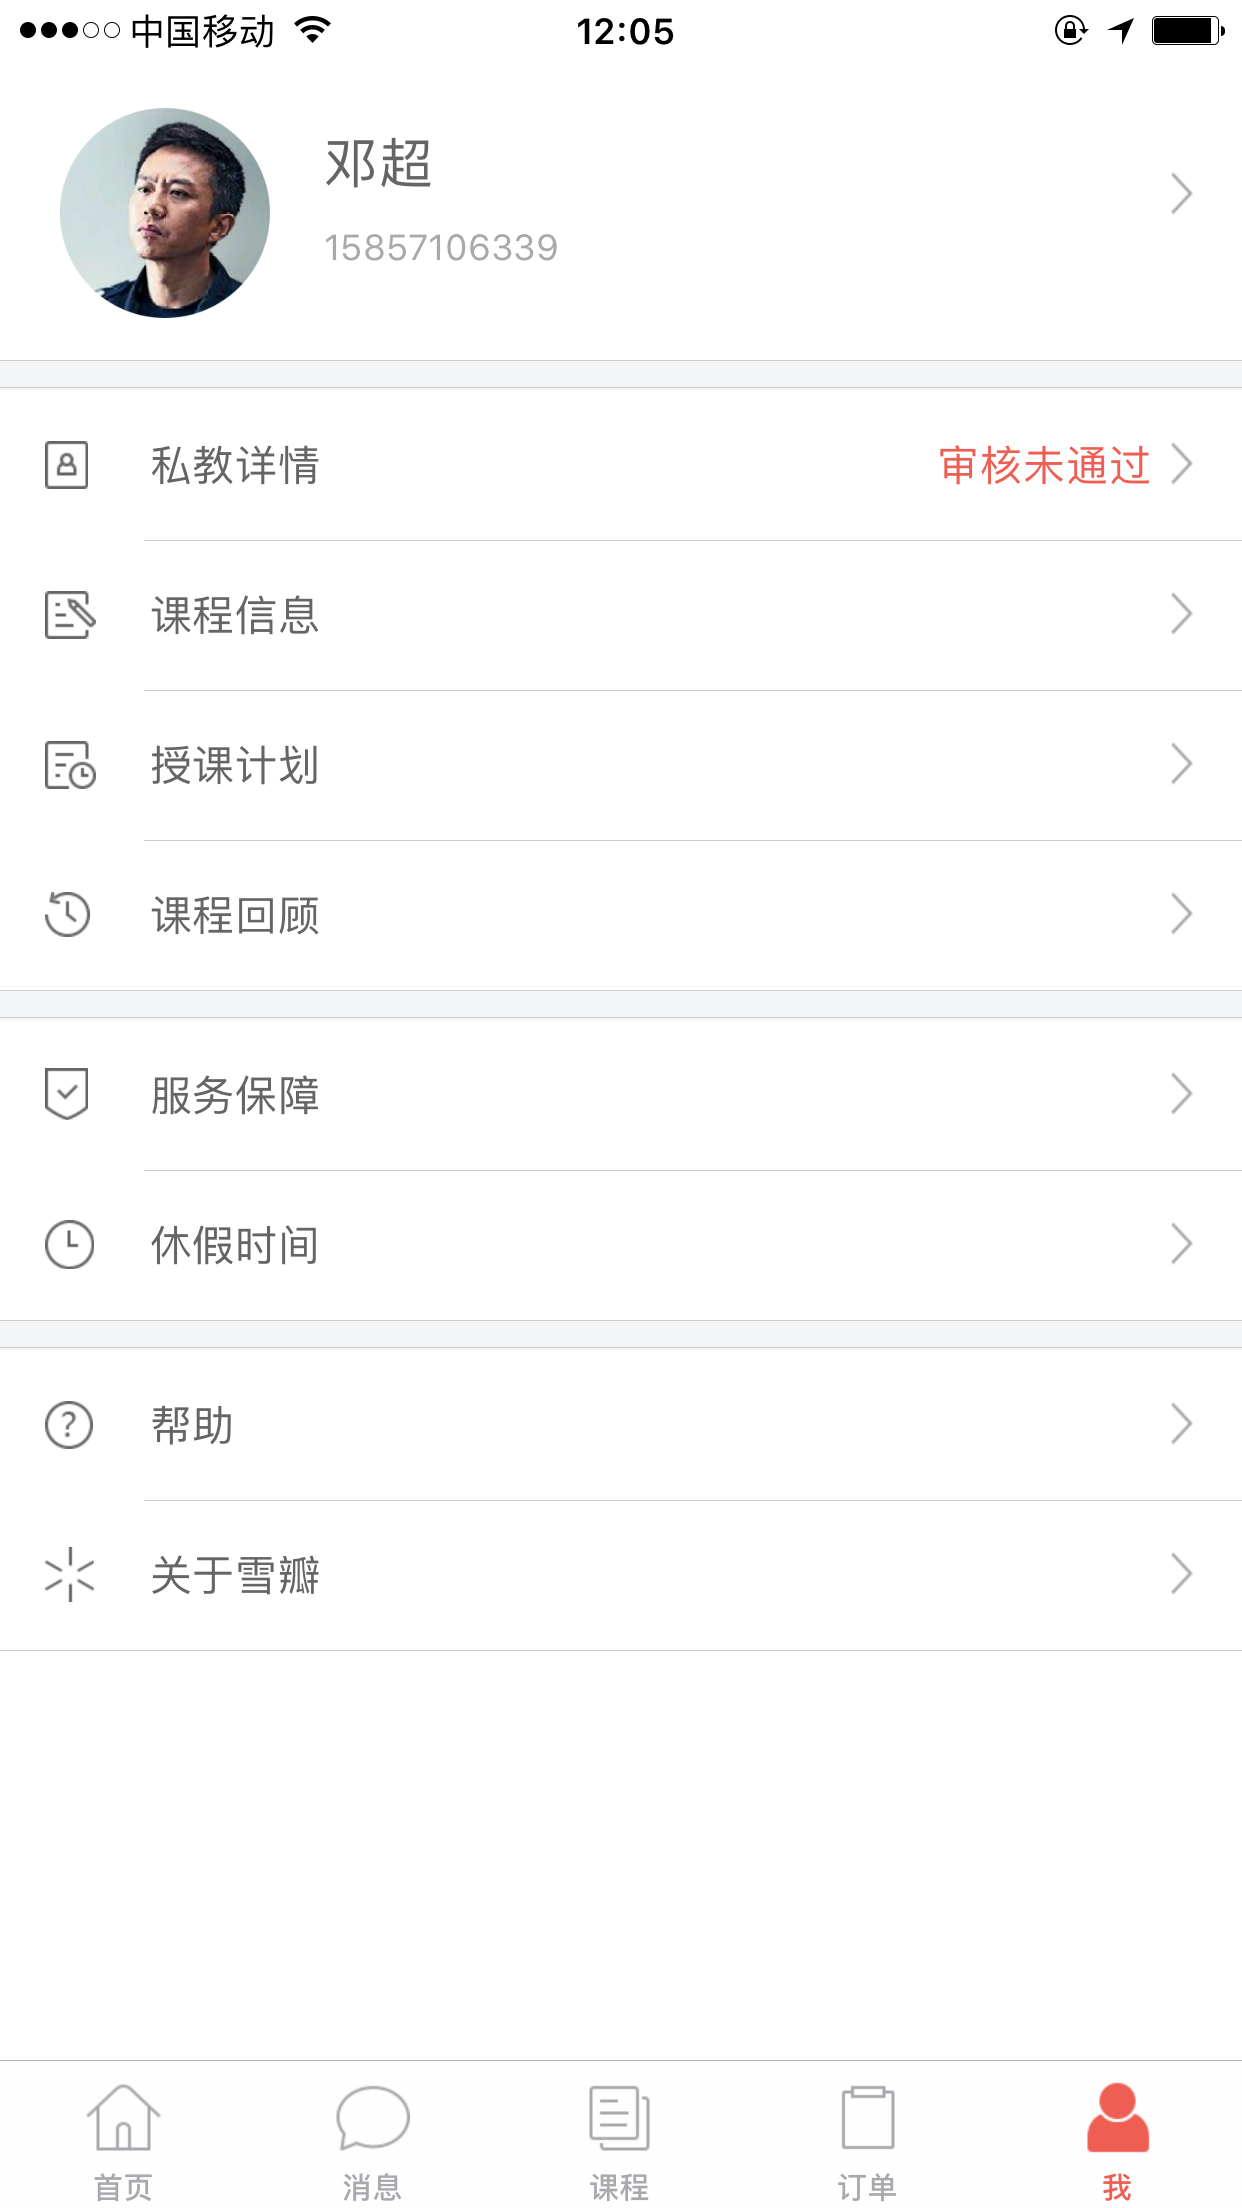 中国移动 12:05
邓超
15857106339
私教详情 审核未通过
课程信息
授课计划
课程回顾
服务保障
休假时间
帮助
关于雪瓣
首页 消息 课程 订单 我